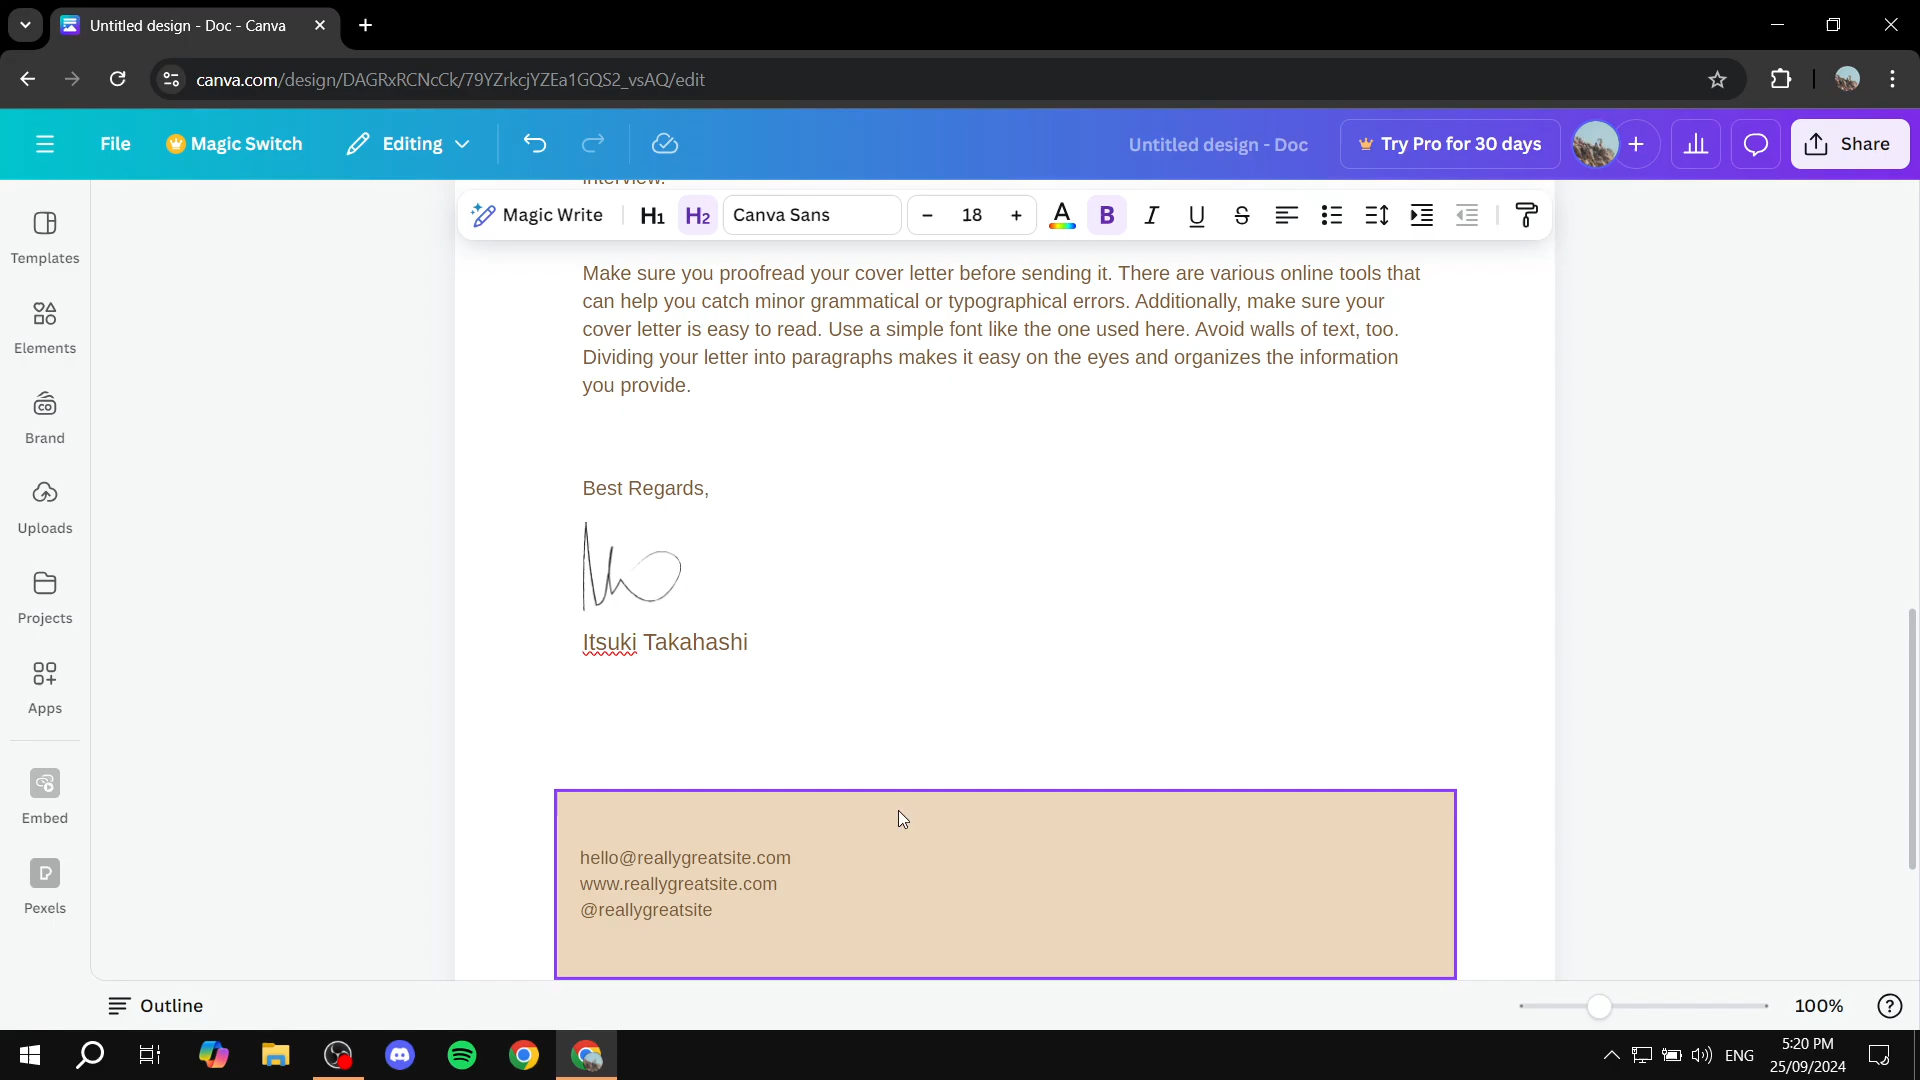 Untitled design - Doc - Canva
canva.com/design/DAGRxRCNcCk/79YZrkcjYZEa1GQS2_vsAQ/edit
File
Magic Switch
Editing
Untitled design - Doc
Try Pro for 30 days
Share
interview.
Magic Write
H1
H2
Canva Sans
18
A
B
I
U
S
Templates
Elements
Brand
Uploads
Projects
Apps
Embed
Pexels
Make sure you proofread your cover letter before sending it. There are various online tools that
can help you catch minor grammatical or typographical errors. Additionally, make sure your
cover letter is easy to read. Use a simple font like the one used here. Avoid walls of text, too.
Dividing your letter into paragraphs makes it easy on the eyes and organizes the information
you provide.
Best Regards,
Itsuki Takahashi
hello@reallygreatsite.com
www.reallygreatsite.com
@reallygreatsite
Outline
100%
ENG
5:20 PM
25/09/2024